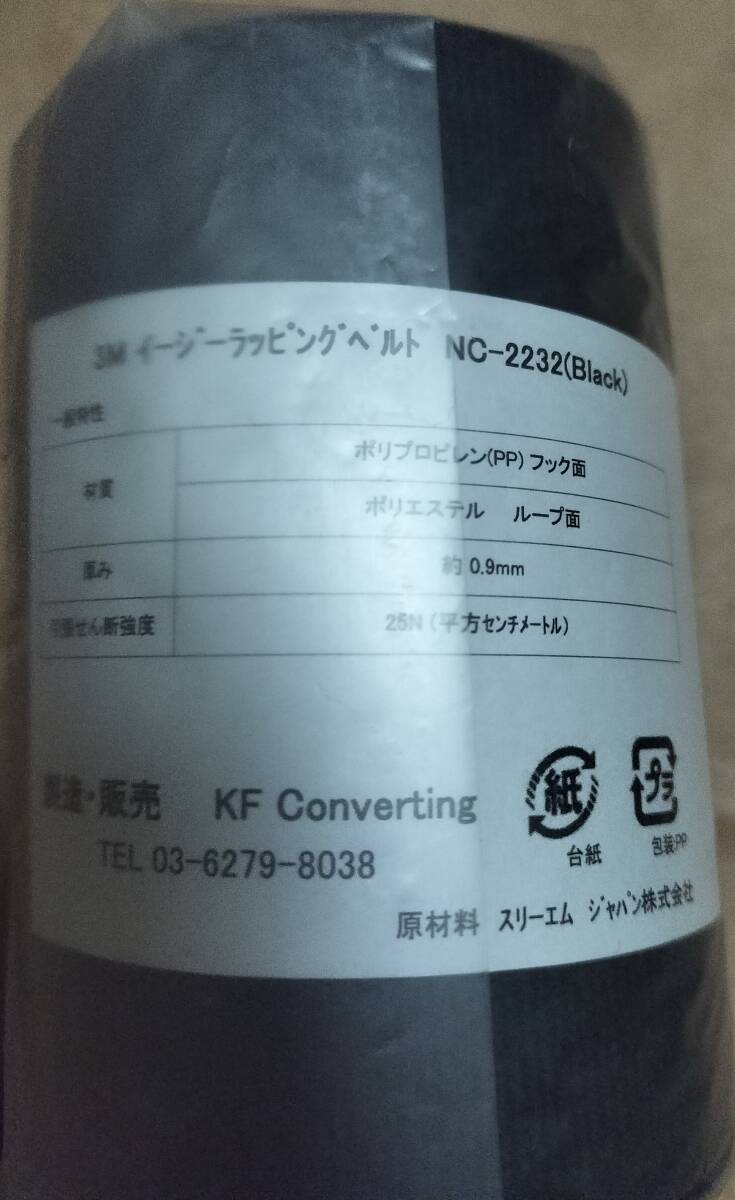 3M ｲｰｼﾞｰﾗｯﾋﾟﾝｸﾞﾍﾞﾙﾄ NC-2232(Black)
一般特性
材質
ポリプロピレン(PP) フック面
ポリエステル ループ面
厚み 約 0.9mm
引張せん断強度 25N (平方ｾﾝﾁﾒｰﾄﾙ)
製造・販売 KF Converting
TEL 03-6279-8038
紙
台紙
プラ
包装:PP
原材料 ｽﾘｰｴﾑ ｼﾞｬﾊﾟﾝ株式会社